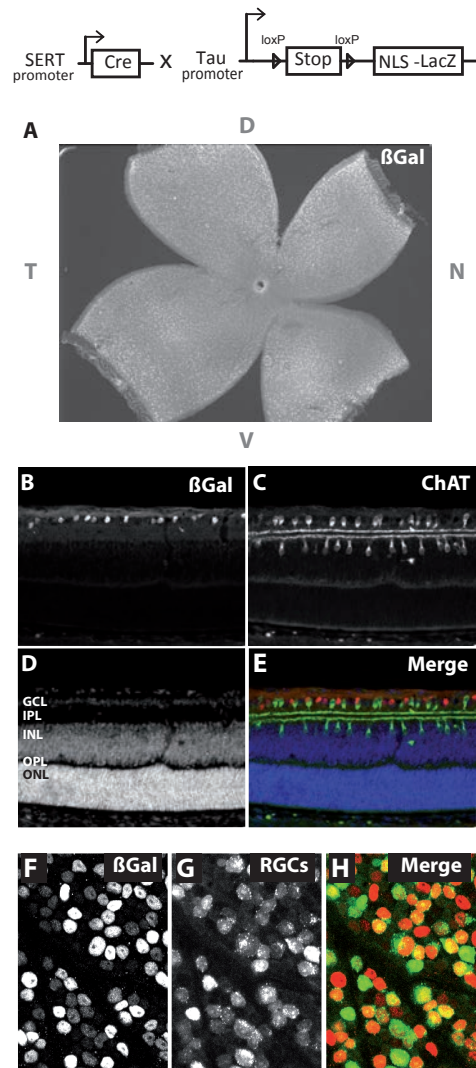 SERT promoter
Cre
X
Tau promoter
loxP
Stop
loxP
NLS -LacZ
A
D
ßGal
T
N
V
B
ßGal
C
ChAT
D
GCL
IPL
INL
OPL
ONL
E
Merge
F
ßGal
G
RGCs
H
Merge